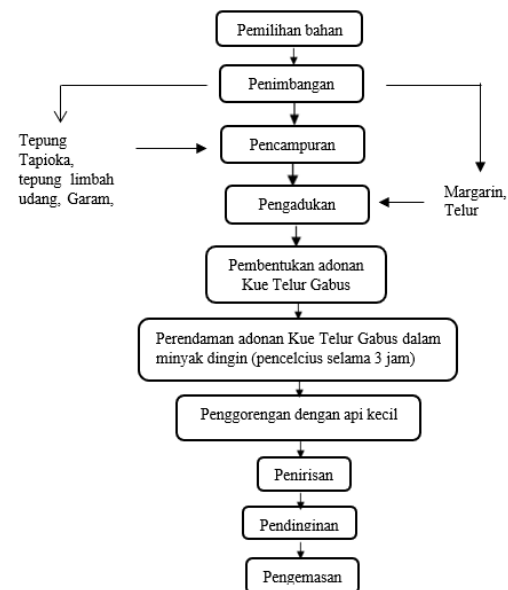 Pemilihan bahan
Penimbangan
Tepung
Tapioka,
tepung limbah
udang, Garam,
Pencampuran
Pengadukan
Margarin,
Telur
Pembentukan adonan
Kue Telur Gabus
Perendaman adonan Kue Telur Gabus dalam
minyak dingin (pencelcius selama 3 jam)
Penggorengan dengan api kecil
Penirisan
Pendinginan
Pengemasan